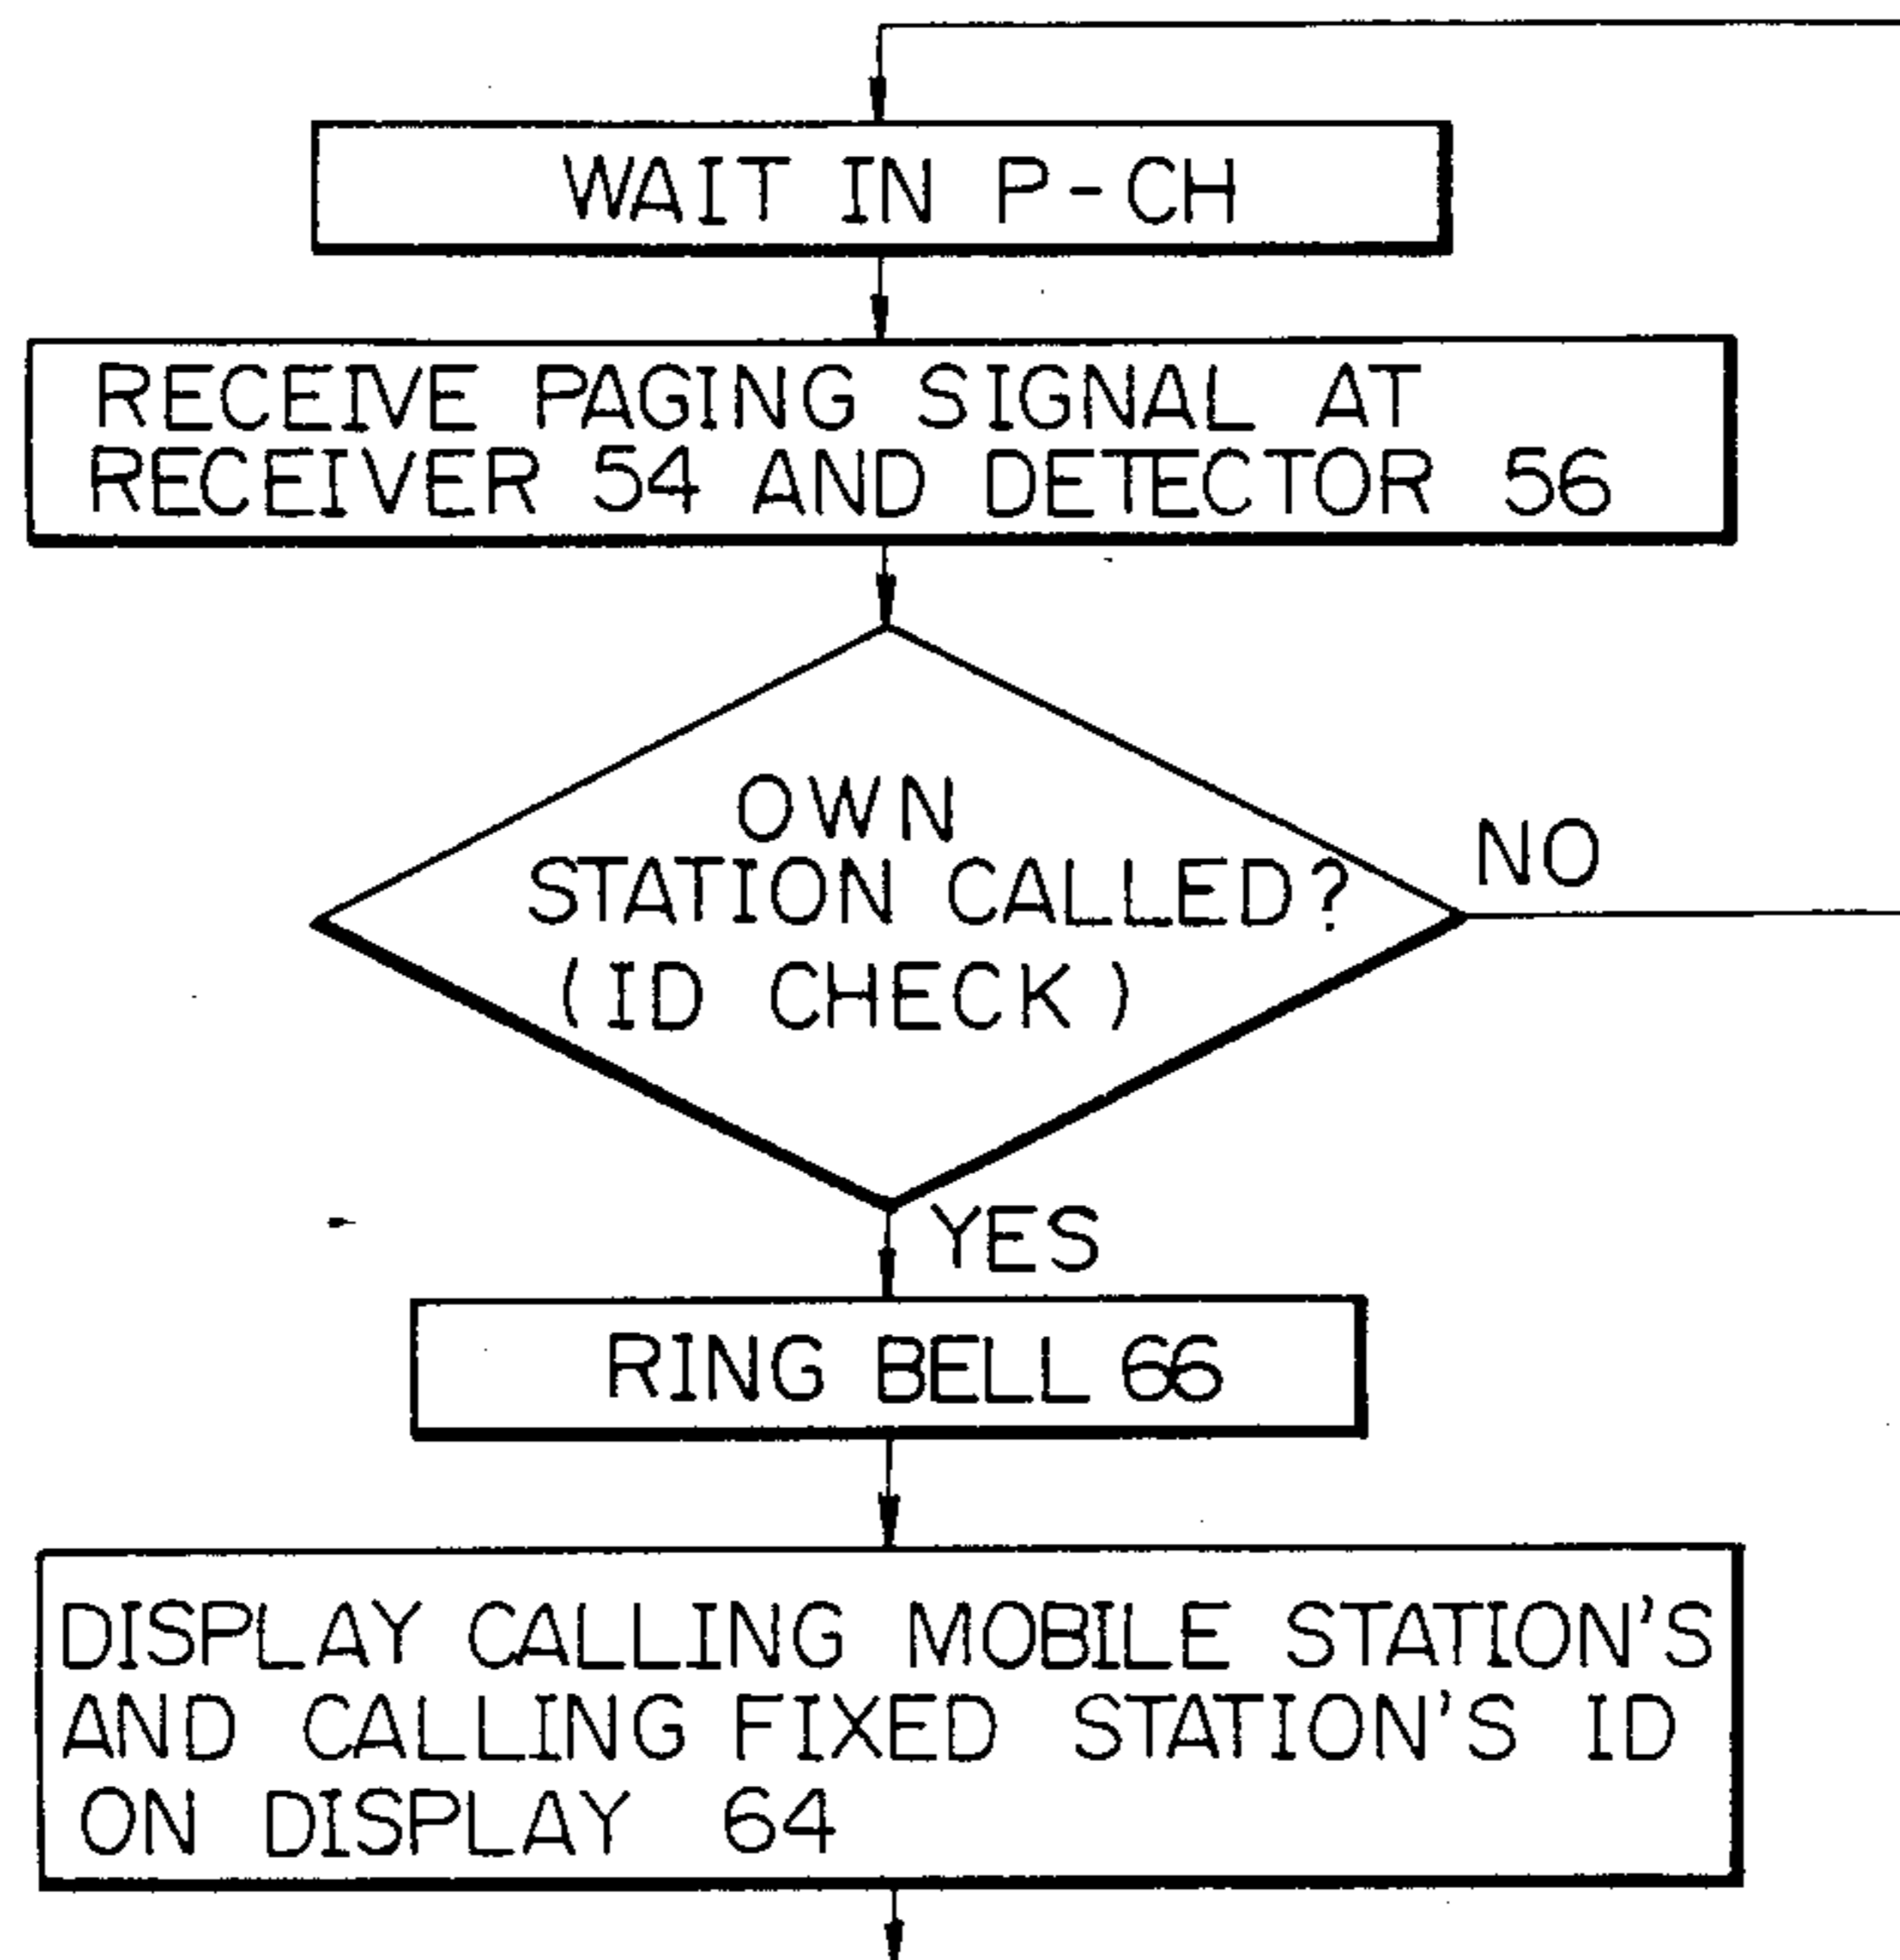 WAIT IN P-CH
RECEIVE PAGING SIGNAL AT
RECEIVER 54 AND DETECTOR 56
OWN
STATION CALLED?
(ID CHECK)
NO
YES
RING BELL 66
DISPLAY CALLING MOBILE STATION'S
AND CALLING FIXED STATION'S ID
ON DISPLAY 64